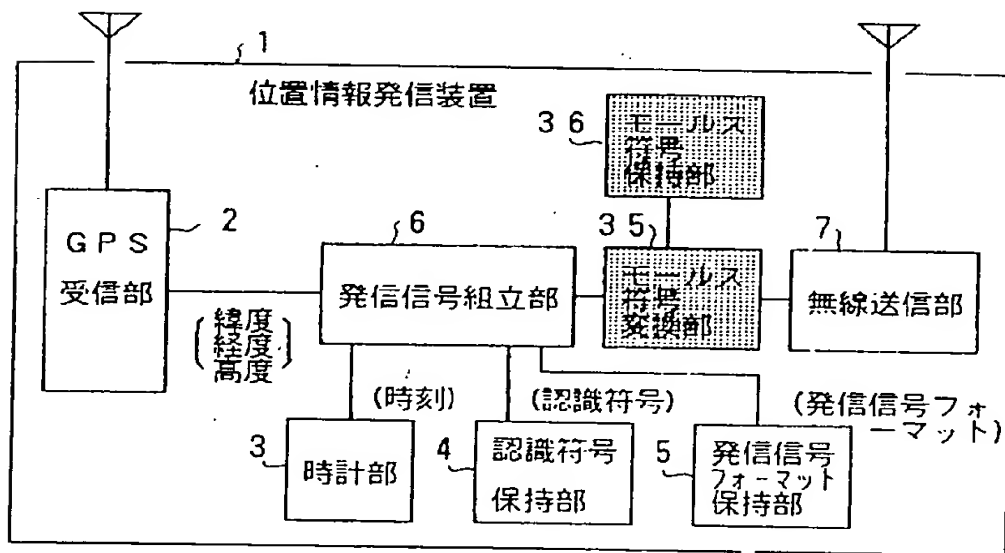 1
位置情報発信装置
36
モールス
符号
保持部
2
GPS
受信部
6
発信信号組立部
35
モールス
符号
変換部
7
無線送信部
緯度
経度
高度
(時刻)
(認識符号)
(発信信号フォ
ーマット)
3
時計部
4
認識符号
保持部
5
発信信号
フォーマット
保持部